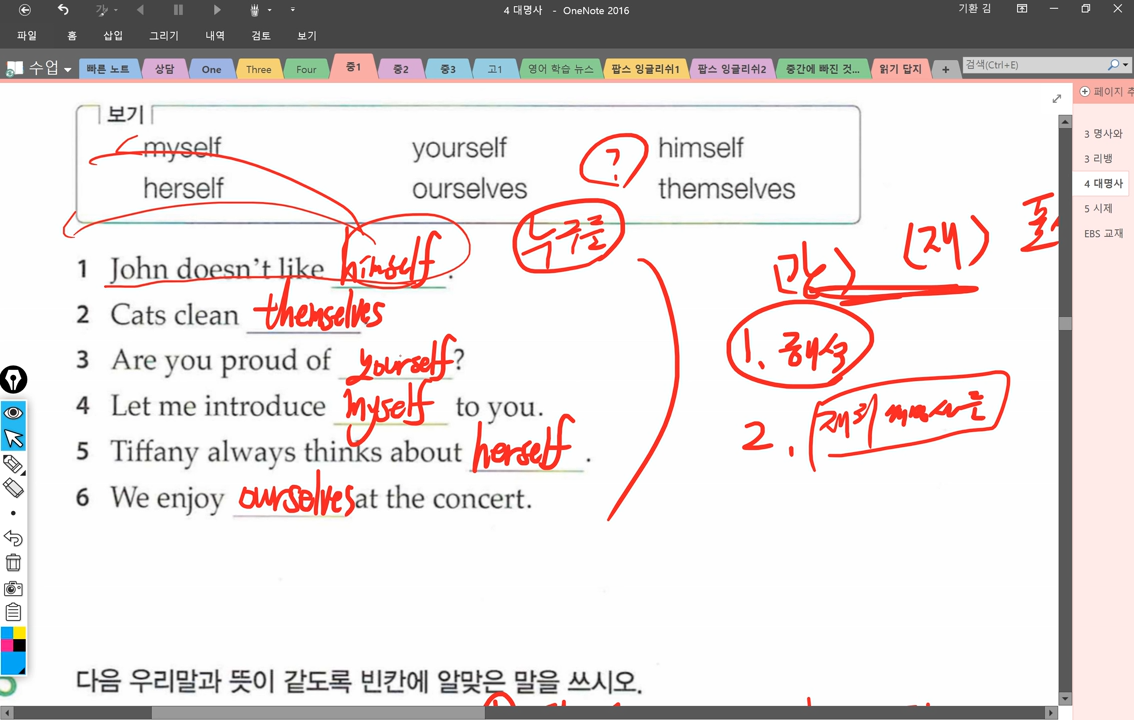 4 대명사 - OneNote 2016
기환 김
파일 홈 삽입 그리기 내역 검토 보기
수업 빠른 노트 상담 One Three Four 중1 중2 중3 고1 영어 학습 뉴스 팝스 잉글리쉬1 팝스 잉글리쉬2 중간에 빠진 것... 읽기 답지 + 검색(Ctrl+E)
페이지 추
3 명사와
3 리뱅
4 대명사
5 시제
EBS 교재
보기
myself yourself ? himself
herself ourselves themselves
누구를
(재)
1 John doesn't like himself.
2 Cats clean themselves
1. 해석
3 Are you proud of yourself?
4 Let me introduce myself to you.
2. 재귀
5 Tiffany always thinks about herself.
6 We enjoy ourselves at the concert.
다음 우리말과 뜻이 같도록 빈칸에 알맞은 말을 쓰시오.